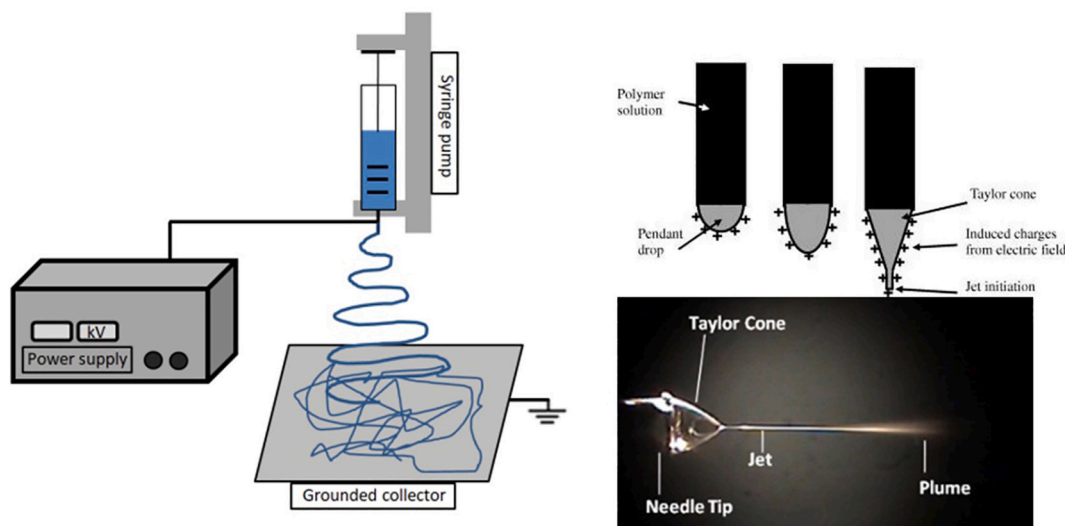 Syringe pump
kV
Power supply
Grounded collector
Polymer
solution
Pendant
drop
Taylor cone
Induced charges
from electric field
Jet initiation
Taylor Cone
Jet
Needle Tip
Plume